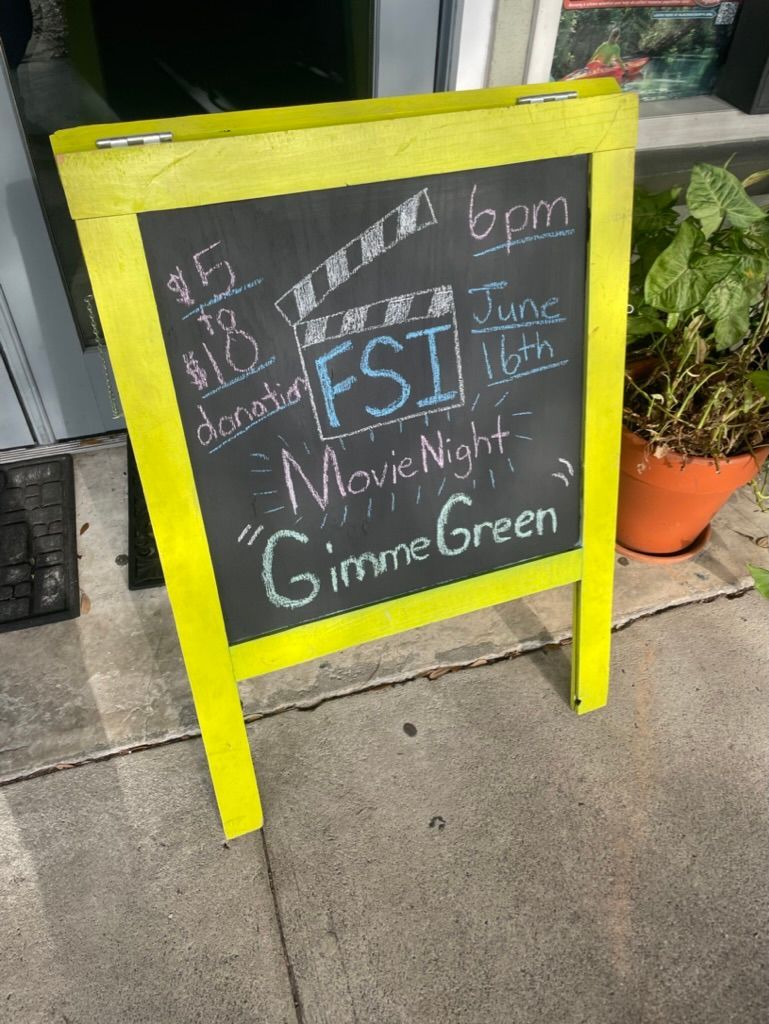 $5
to
$10
donation
FSI
6pm
June
16th
Movie Night
"Gimme Green"